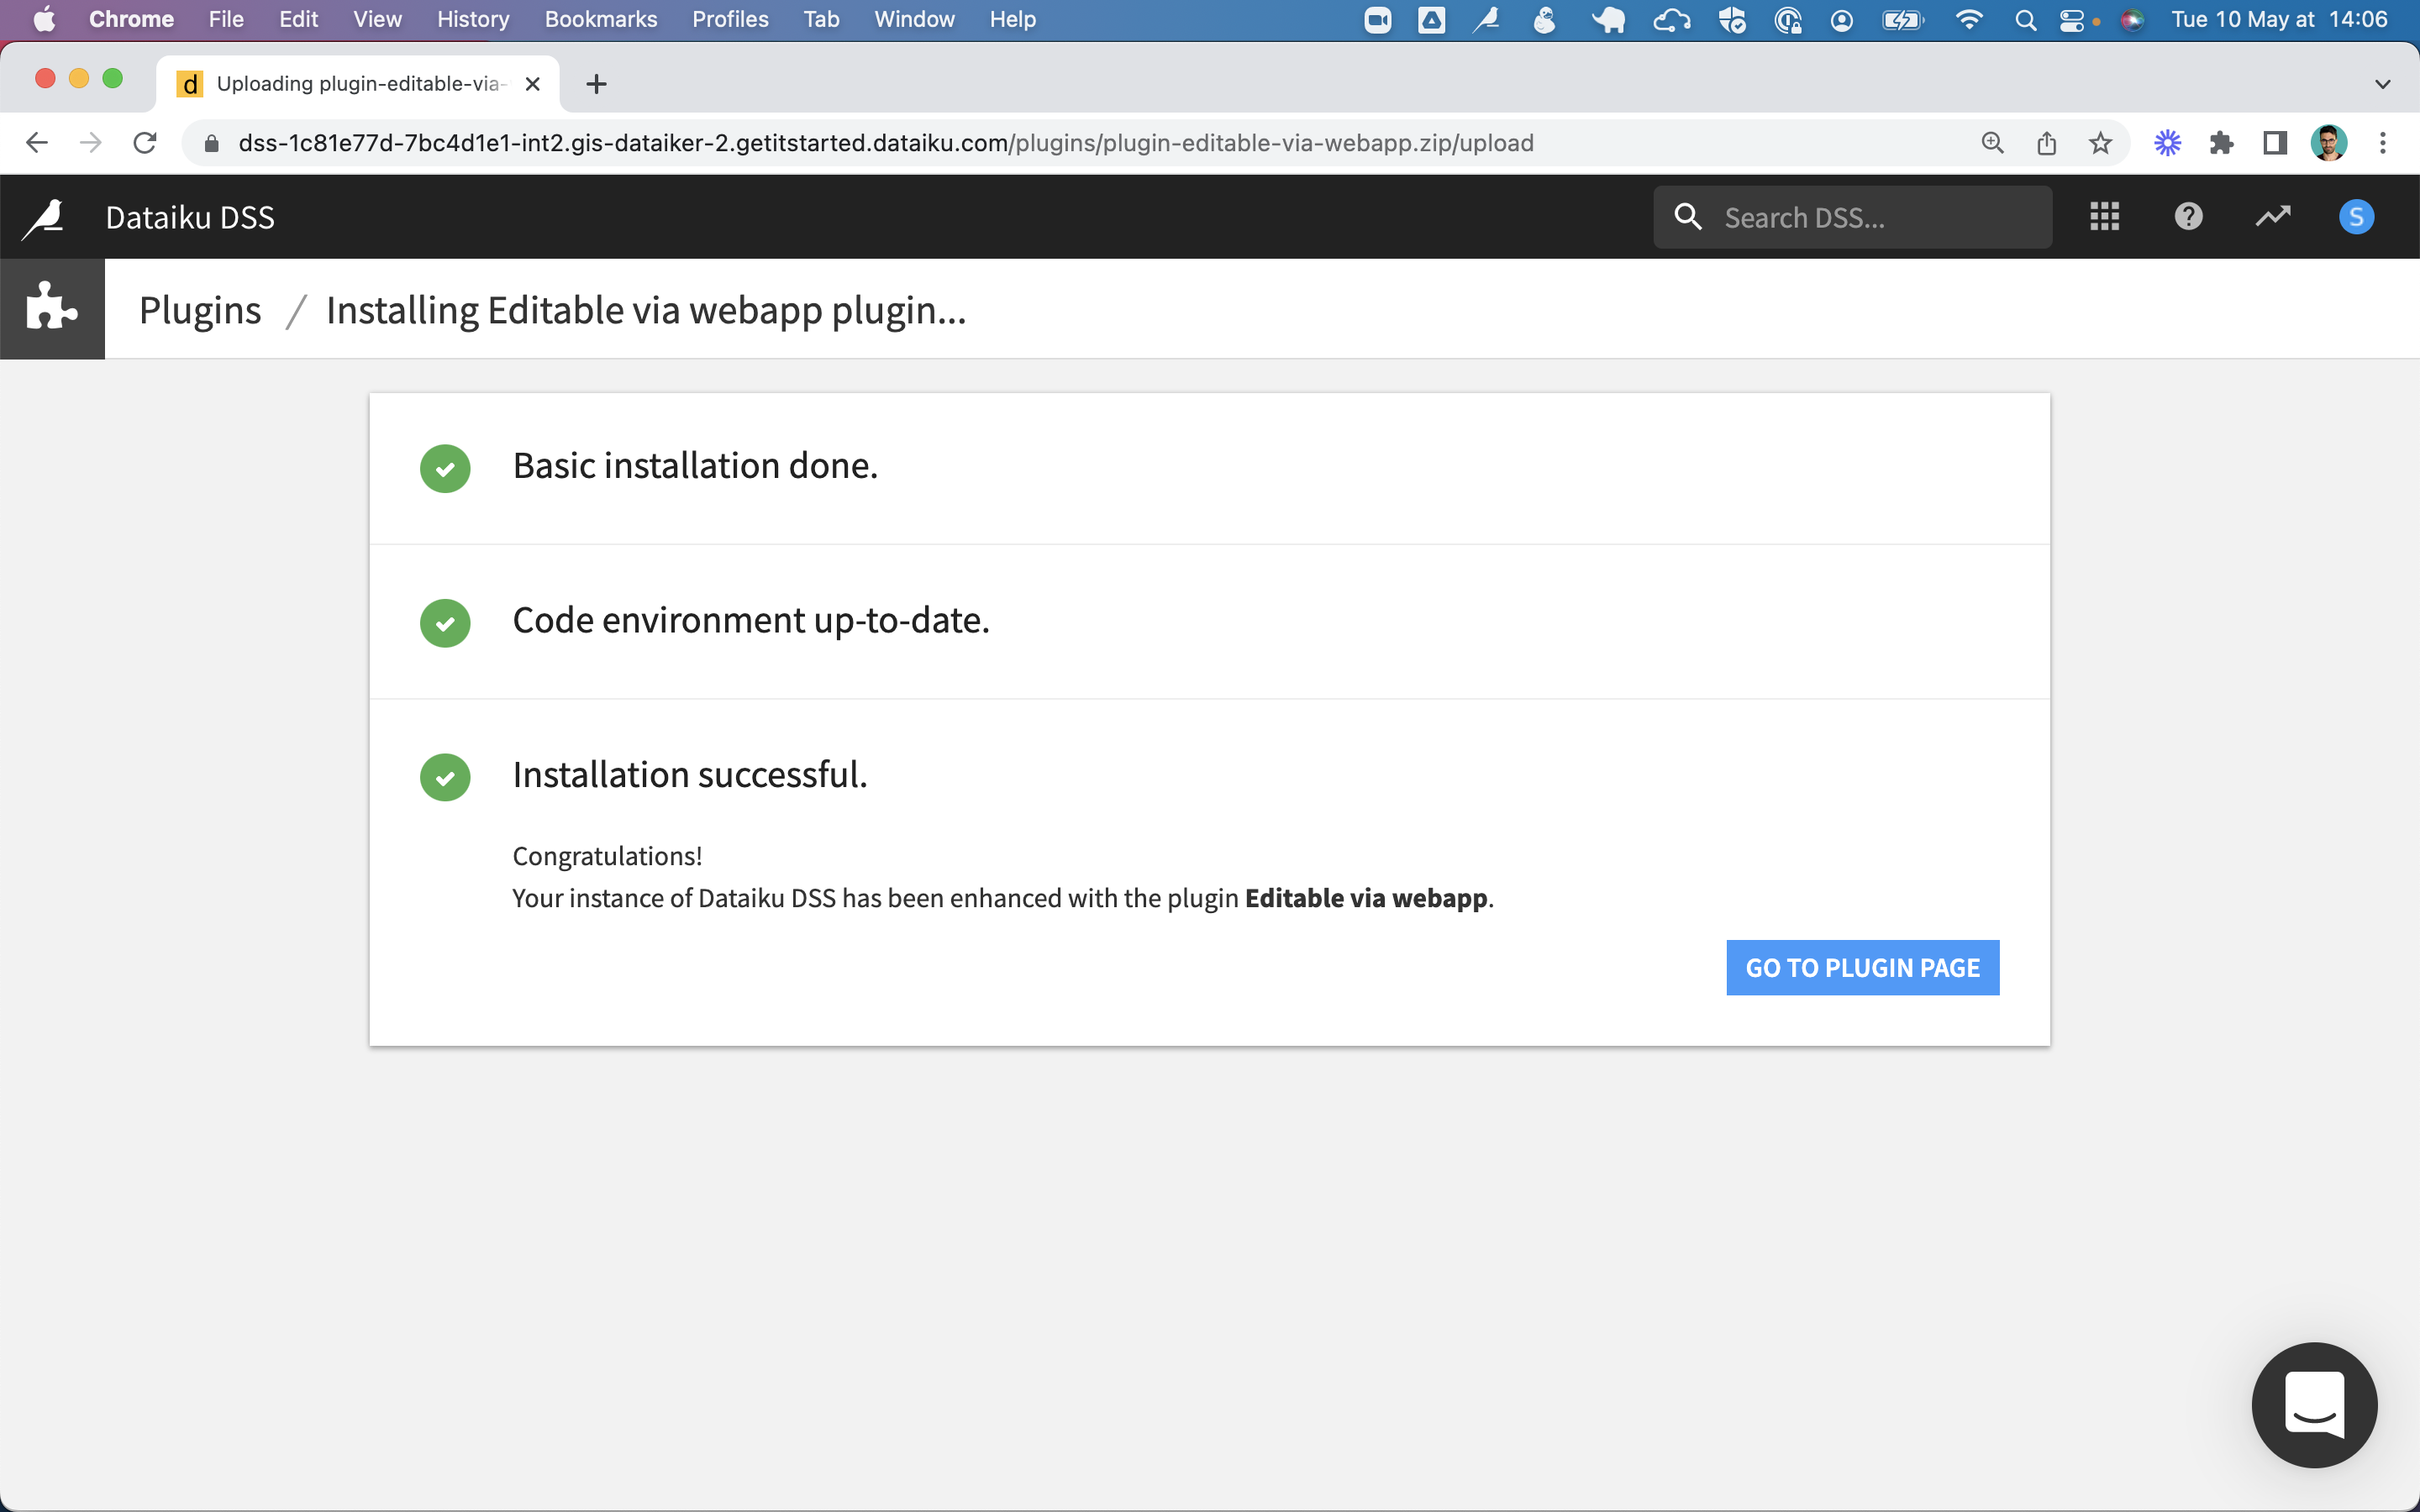 Chrome File Edit View History Bookmarks Profiles Tab Window Help Tue 10 May at 14:06
d Uploading plugin-editable-via-
dss-1c81e77d-7bc4d1e1-int2.gis-dataiker-2.getitstarted.dataiku.com/plugins/plugin-editable-via-webapp.zip/upload
Dataiku DSS Search DSS... S
Plugins / Installing Editable via webapp plugin...
Basic installation done.
Code environment up-to-date.
Installation successful.
Congratulations!
Your instance of Dataiku DSS has been enhanced with the plugin Editable via webapp.
GO TO PLUGIN PAGE